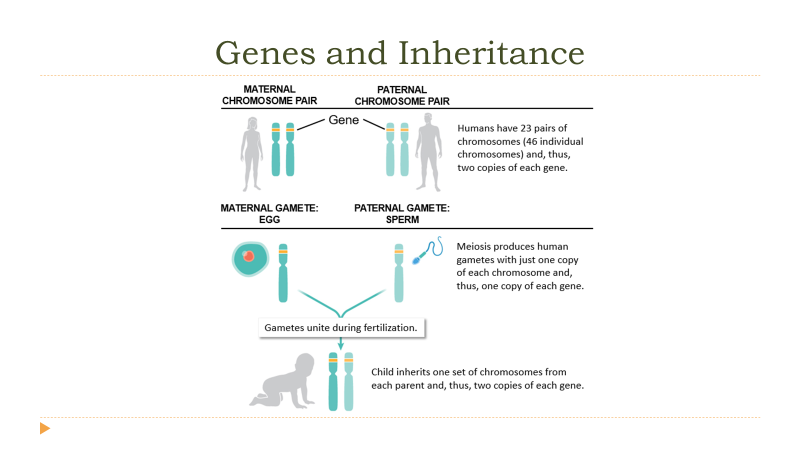 Genes and Inheritance
MATERNAL
CHROMOSOME PAIR
PATERNAL
CHROMOSOME PAIR
Gene
Humans have 23 pairs of
chromosomes (46 individual
chromosomes) and, thus,
two copies of each gene.
MATERNAL GAMETE:
EGG
PATERNAL GAMETE:
SPERM
Meiosis produces human
gametes with just one copy
of each chromosome and,
thus, one copy of each gene.
Gametes unite during fertilization.
Child inherits one set of chromosomes from
each parent and, thus, two copies of each gene.